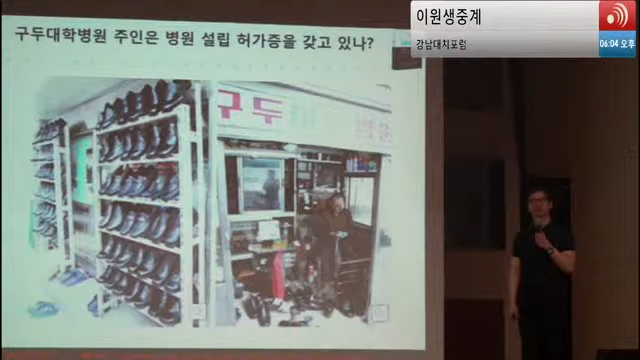 구두대학병원 주인은 병원 설립 허가증을 갖고 있나?
이원생중계
강남대치포럼
06:04 오후
구두
병원